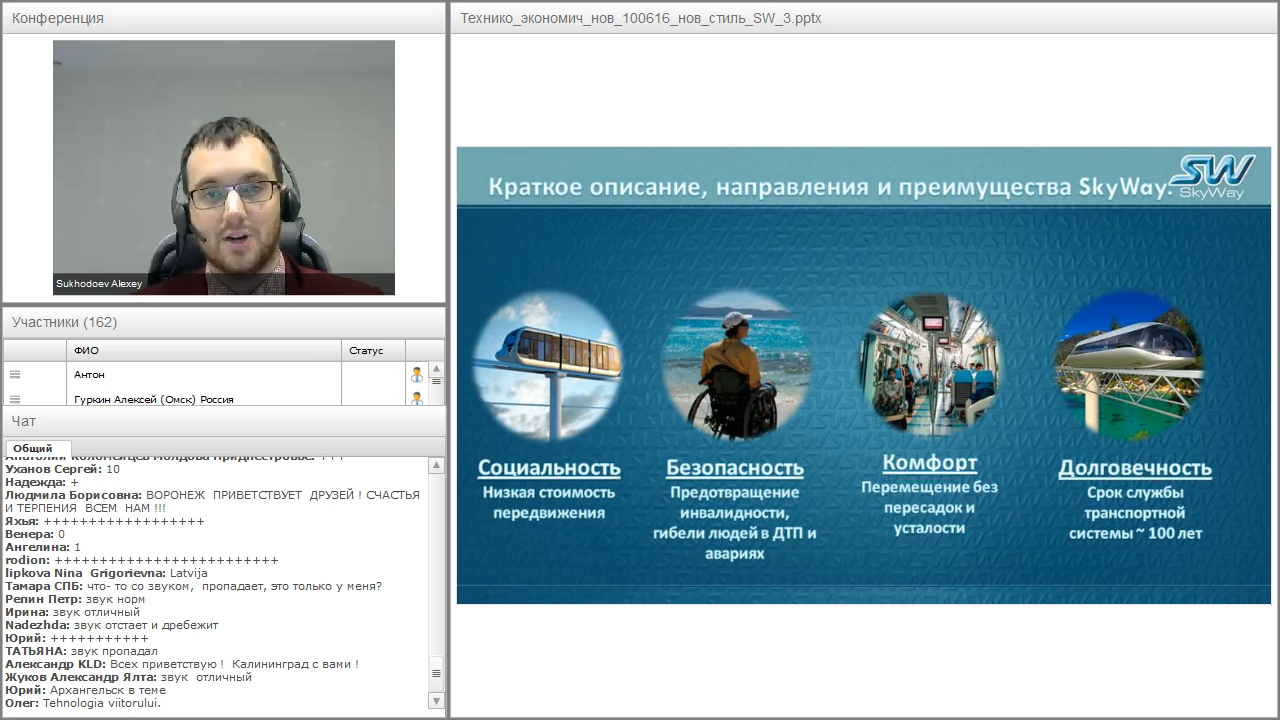 Конференция
Sukhodoev Alexey
Участники (162)
ФИО
Статус
Антон
Гуркин Алексей (Омск) Россия
Чат
Общий
Анатолий Коломейцев Молдова Приднестровье: +++
Уханов Сергей: 10
Надежда: +
Людмила Борисовна: ВОРОНЕЖ ПРИВЕТСТВУЕТ ДРУЗЕЙ ! СЧАСТЬЯ
И ТЕРПЕНИЯ ВСЕМ НАМ !!!
Яхья: ++++++++++++++++++
Венера: 0
Ангелина: 1
rodion: +++++++++++++++++++++++++
lipkova Nina Grigorievna: Latvija
Тамара СПБ: что- то со звуком, пропадает, это только у меня?
Репин Петр: звук норм
Ирина: звук отличный
Nadezhda: звук отстает и дребежит
Юрий: +++++++++++
ТАТЬЯНА: звук пропадал
Александр KLD: Всех приветствую ! Калининград с вами !
Жуков Александр Ялта: звук отличный
Юрий: Архангельск в теме
Олег: Tehnologia viitorului.
Технико_экономич_нов_100616_нов_стиль_SW_3.pptx
Краткое описание, направления и преимущества SkyWay.
SW
SkyWay
Социальность
Низкая стоимость
передвижения
Безопасность
Предотвращение
инвалидности,
гибели людей в ДТП и
авариях
Комфорт
Перемещение без
пересадок и
усталости
Долговечность
Срок службы
транспортной
системы ~ 100 лет